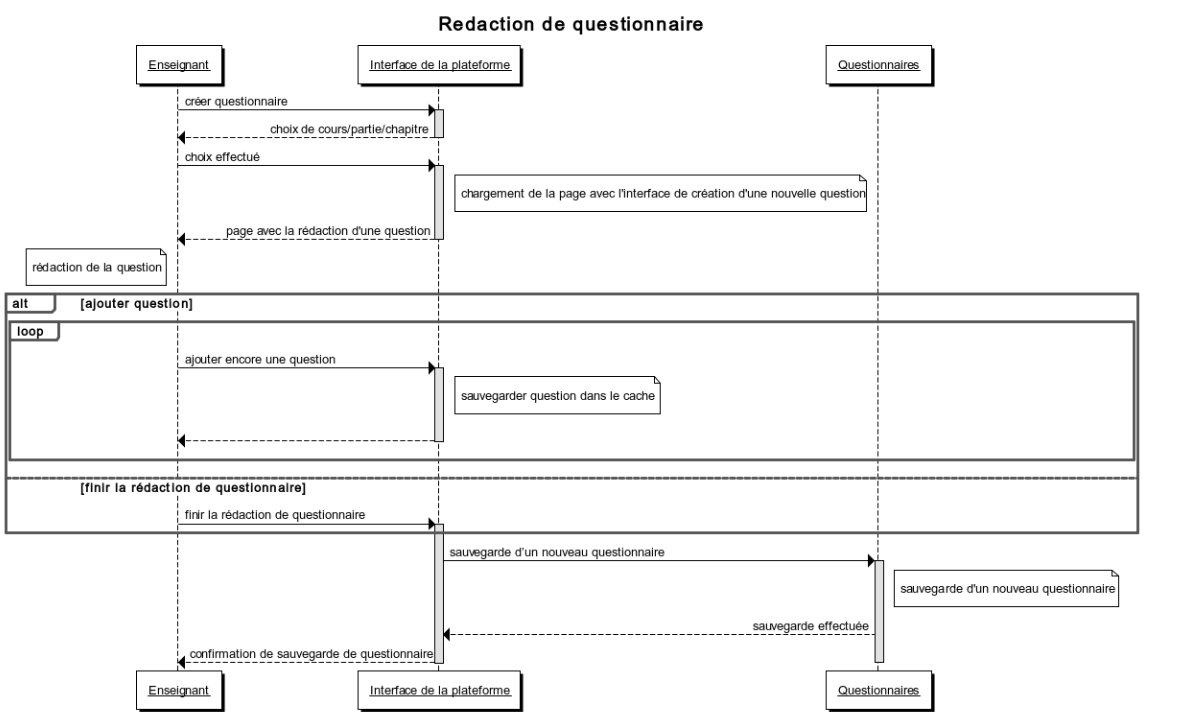 Redaction de questionnaire
Enseignant
Interface de la plateforme
Questionnaires
créer questionnaire
choix de cours/partie/chapitre
choix effectué
chargement de la page avec l'interface de création d'une nouvelle question
page avec la rédaction d'une question
rédaction de la question
alt
[ajouter question]
loop
ajouter encore une question
sauvegarder question dans le cache
[finir la rédaction de questionnaire]
finir la rédaction de questionnaire
sauvegarde d'un nouveau questionnaire
sauvegarde d'un nouveau questionnaire
sauvegarde effectuée
confirmation de sauvegarde de questionnaire
Enseignant
Interface de la plateforme
Questionnaires